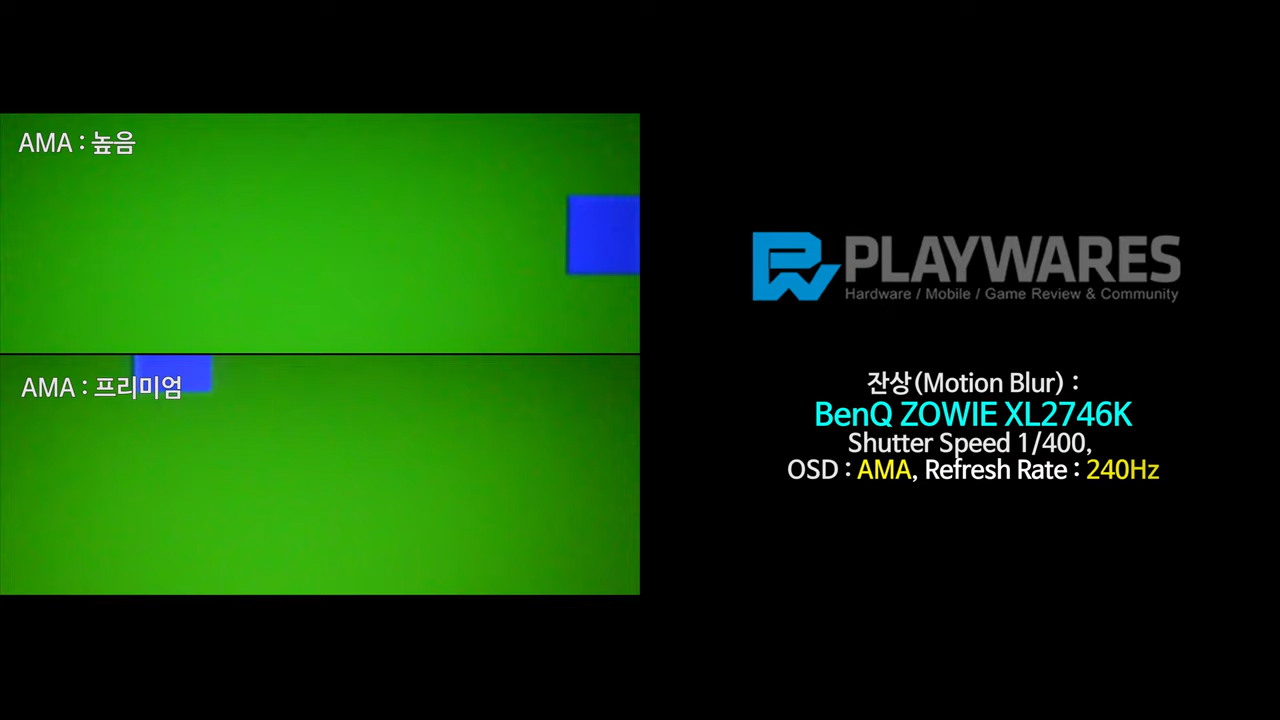 AMA : 높음
AMA : 프리미엄
PLAYWARES
Hardware / Mobile / Game Review & Community
잔상(Motion Blur) :
BenQ ZOWIE XL2746K
Shutter Speed 1/400,
OSD : AMA, Refresh Rate : 240Hz